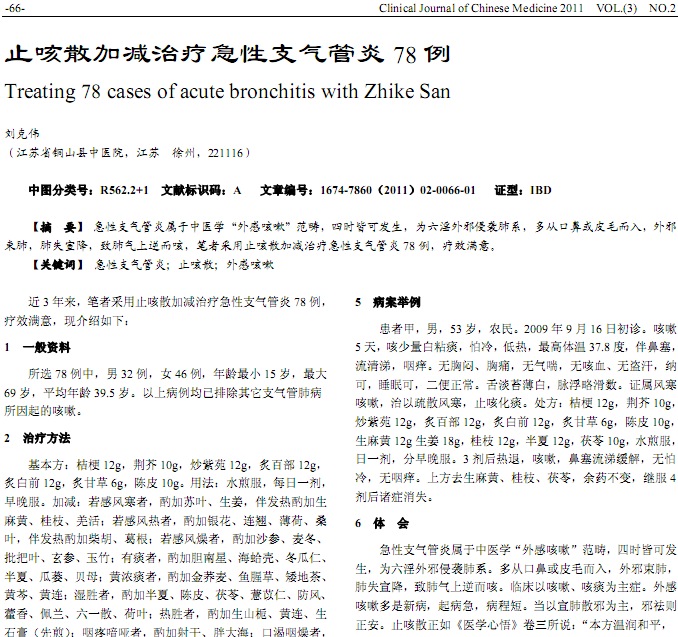 -66-
Clinical Journal of Chinese Medicine 2011 VOL.(3) NO.2
止咳散加减治疗急性支气管炎 78 例
Treating 78 cases of acute bronchitis with Zhike San
刘克伟
（江苏省铜山县中医院，江苏 徐州，221116）
中图分类号：R562.2+1 文献标识码：A 文章编号：1674-7860（2011）02-0066-01 证型：IBD
【摘 要】 急性支气管炎属于中医学“外感咳嗽”范畴，四时皆可发生，为六淫外邪侵袭肺系，多从口鼻或皮毛而入，外邪
束肺，肺失宣降，致肺气上逆而咳，笔者采用止咳散加减治疗急性支气管炎 78 例，疗效满意。
【关键词】 急性支气管炎；止咳散；外感咳嗽
近 3 年来，笔者采用止咳散加减治疗急性支气管炎 78 例，
疗效满意，现介绍如下：
1 一般资料
所选 78 例中，男 32 例，女 46 例，年龄最小 15 岁，最大
69 岁，平均年龄 39.5 岁。以上病例均已排除其它支气管肺病
所因起的咳嗽。
2 治疗方法
基本方：桔梗 12g，荆芥 10g，炒紫菀 12g，炙百部 12g，
炙白前 12g，炙甘草 6g，陈皮 10g。用法：水煎服，每日一剂，
早晚服。加减：若感风寒者，酌加苏叶、生姜，伴发热酌加生
麻黄、桂枝、羌活；若感风热者，酌加银花、连翘、薄荷、桑
叶，伴发热酌加柴胡、葛根；若感风燥者，酌加沙参、麦冬、
批把叶、玄参、玉竹；有痰者，酌加胆南星、海蛤壳、冬瓜仁、
半夏、瓜蒌、贝母；黄浓痰者，酌加金荞麦、鱼腥草、矮地茶、
黄芩、黄连；湿胜者，酌加半夏、陈皮、茯苓、薏苡仁、防风、
藿香、佩兰、六一散、荷叶；热胜者，酌加生山栀、黄连、生
石膏（先煎）；咽痒喑哑者，酌加射干、胖大海；口渴咽燥者，
5 病案举例
患者甲，男，53 岁，农民。2009 年 9 月 16 日初诊。咳嗽
5 天，咳少量白粘痰，怕冷，低热，最高体温 37.8 度，伴鼻塞，
流清涕，咽痒。无胸闷、胸痛，无气喘，无咳血、无盗汗，纳
可，睡眠可，二便正常。舌淡苔薄白，脉浮略滑数。证属风寒
咳嗽，治以疏散风寒，止咳化痰。处方：桔梗 12g，荆芥 10g，
炒紫菀 12g，炙百部 12g，炙白前 12g，炙甘草 6g，陈皮 10g，
生麻黄 12g 生姜 18g，桂枝 12g，半夏 12g，茯苓 10g，水煎服，
日一剂，分早晚服。3 剂后热退，咳嗽，鼻塞流涕缓解，无怕
冷，无咽痒。上方去生麻黄、桂枝、茯苓，余药不变，继服 4
剂后诸症消失。
6 体 会
急性支气管炎属于中医学“外感咳嗽”范畴，四时皆可发
生，为六淫外邪侵袭肺系。多从口鼻或皮毛而入，外邪束肺，
肺失宣降，致肺气上逆而咳。临床以咳嗽、咳痰为主症。外感
咳嗽多是新病，起病急，病程短。当以宣肺散邪为主，邪祛则
正安。止咳散正如《医学心悟》卷三所说：“本方温润和平，